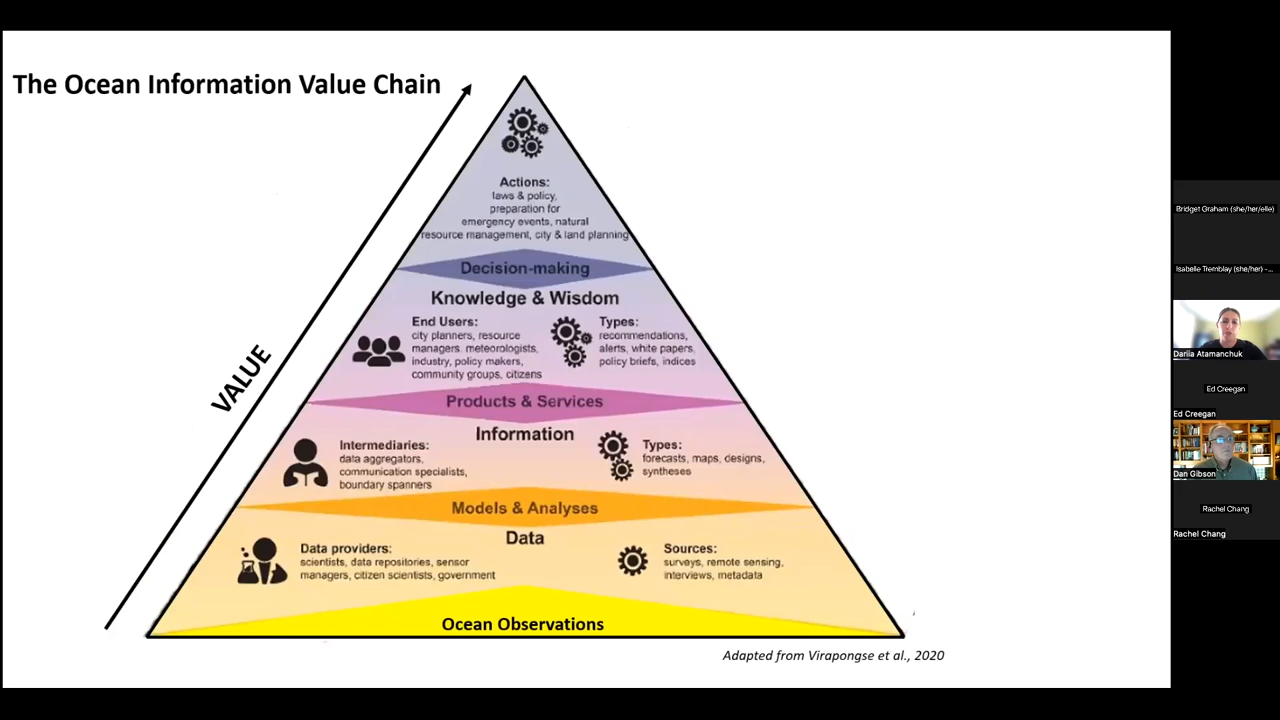 The Ocean Information Value Chain
VALUE
Actions:
laws & policy,
preparation for
emergency events, natural
resource management, city & land planning
Decision-making
Knowledge & Wisdom
End Users:
city planners, resource
managers. meteorologists,
industry, policy makers,
community groups, citizens
Types:
recommendations,
alerts, white papers,
policy briefs, indices
Products & Services
Information
Intermediaries:
data aggregators,
communication specialists,
boundary spanners
Types:
forecasts, maps, designs,
syntheses
Models & Analyses
Data
Data providers:
scientists, data repositories, sensor
managers, citizen scientists, government
Sources:
surveys, remote sensing,
interviews, metadata
Ocean Observations
Adapted from Virapongse et al., 2020
Bridget Graham (she/her/elle)
Isabelle Tremblay (she/her) -...
Dariia Atamanchuk
Ed Creegan
Ed Creegan
Dan Gibson
Rachel Chang
Rachel Chang